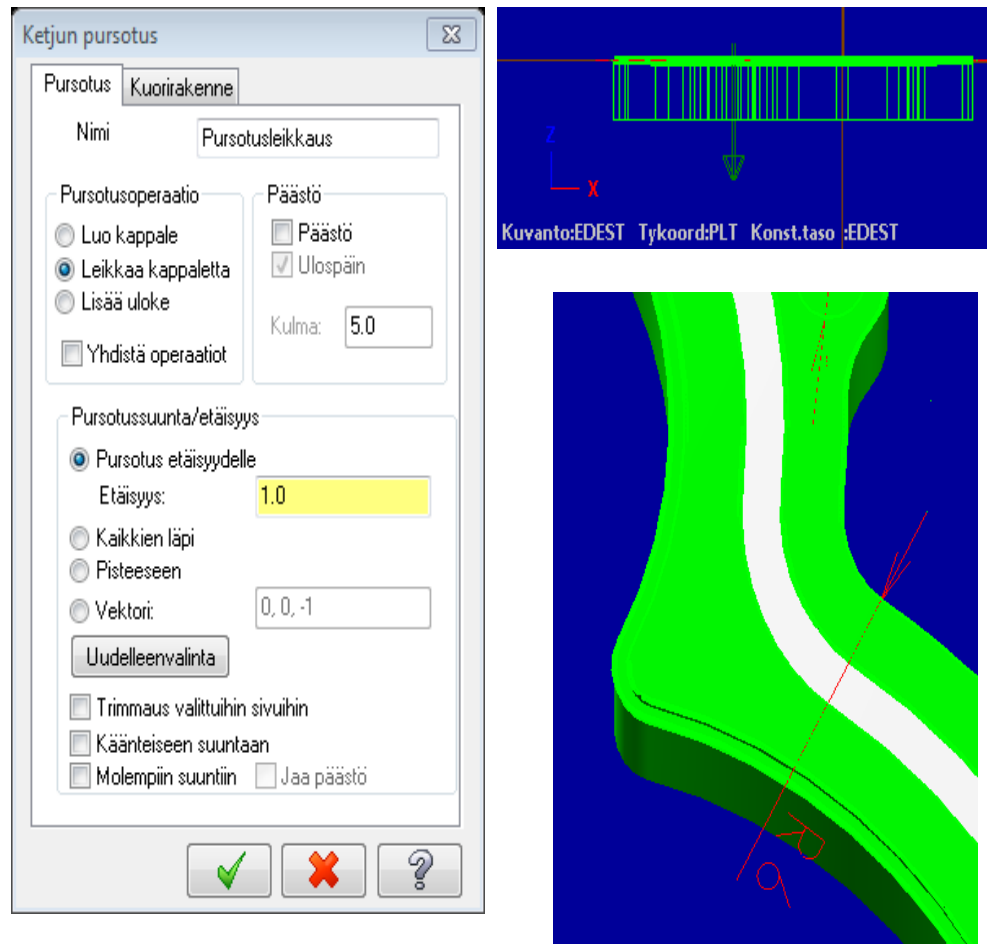 Ketjun pursotus
Pursotus Kuorirakenne
Nimi Pursotusleikkaus
Pursotusoperaatio
Luo kappale
Leikkaa kappaletta
Lisää uloke
Yhdistä operaatiot
Päästö
Päästö
Ulospäin
Kulma: 5.0
Pursotussuunta/etäisyys
Pursotus etäisyydelle
Etäisyys: 1.0
Kaikkien läpi
Pisteeseen
Vektori: 0, 0, -1
Uudelleenvalinta
Trimmaus valittuihin sivuihin
Käänteiseen suuntaan
Molempiin suuntiin Jaa päästö
Z
X
Kuvanto:EDEST Tykoord:PLT Konst.taso :EDEST
R 6